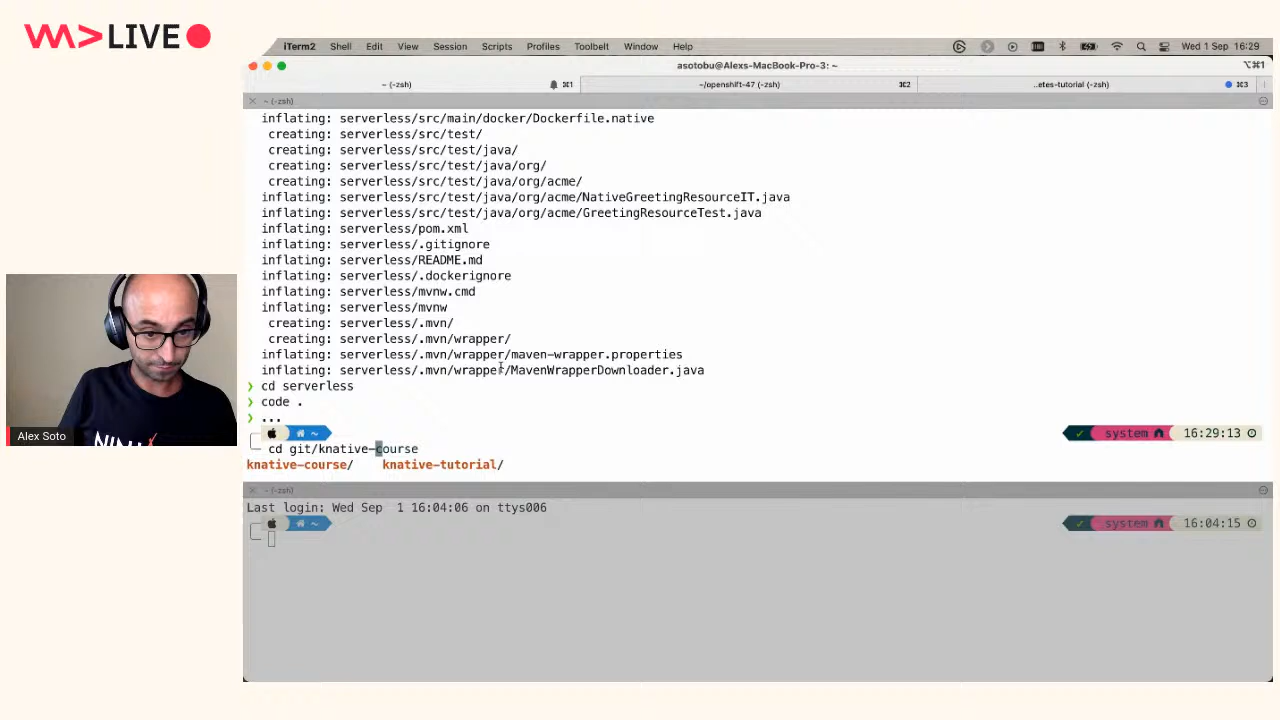 LIVE
iTerm2 Shell Edit View Session Scripts Profiles Toolbelt Window Help Wed 1 Sep 16:29
asotobu@Alexs-MacBook-Pro-3: ~ ⌥⌘1
~ (-zsh) ⌘1 ~/openshift-47 (-zsh) ⌘2 ..etes-tutorial (-zsh) ⌘3
~ (-zsh)
inflating: serverless/src/main/docker/Dockerfile.native
creating: serverless/src/test/
creating: serverless/src/test/java/
creating: serverless/src/test/java/org/
creating: serverless/src/test/java/org/acme/
inflating: serverless/src/test/java/org/acme/NativeGreetingResourceIT.java
inflating: serverless/src/test/java/org/acme/GreetingResourceTest.java
inflating: serverless/pom.xml
inflating: serverless/.gitignore
inflating: serverless/README.md
inflating: serverless/.dockerignore
inflating: serverless/mvnw.cmd
inflating: serverless/mvnw
creating: serverless/.mvn/
creating: serverless/.mvn/wrapper/
inflating: serverless/.mvn/wrapper/maven-wrapper.properties
inflating: serverless/.mvn/wrapper/MavenWrapperDownloader.java
❯ cd serverless
❯ code .
❯ ...
~ ✓ system 16:29:13
cd git/knative-course
knative-course/ knative-tutorial/
~ (-zsh)
Last login: Wed Sep 1 16:04:06 on ttys006
~ ✓ system 16:04:15
Alex Soto